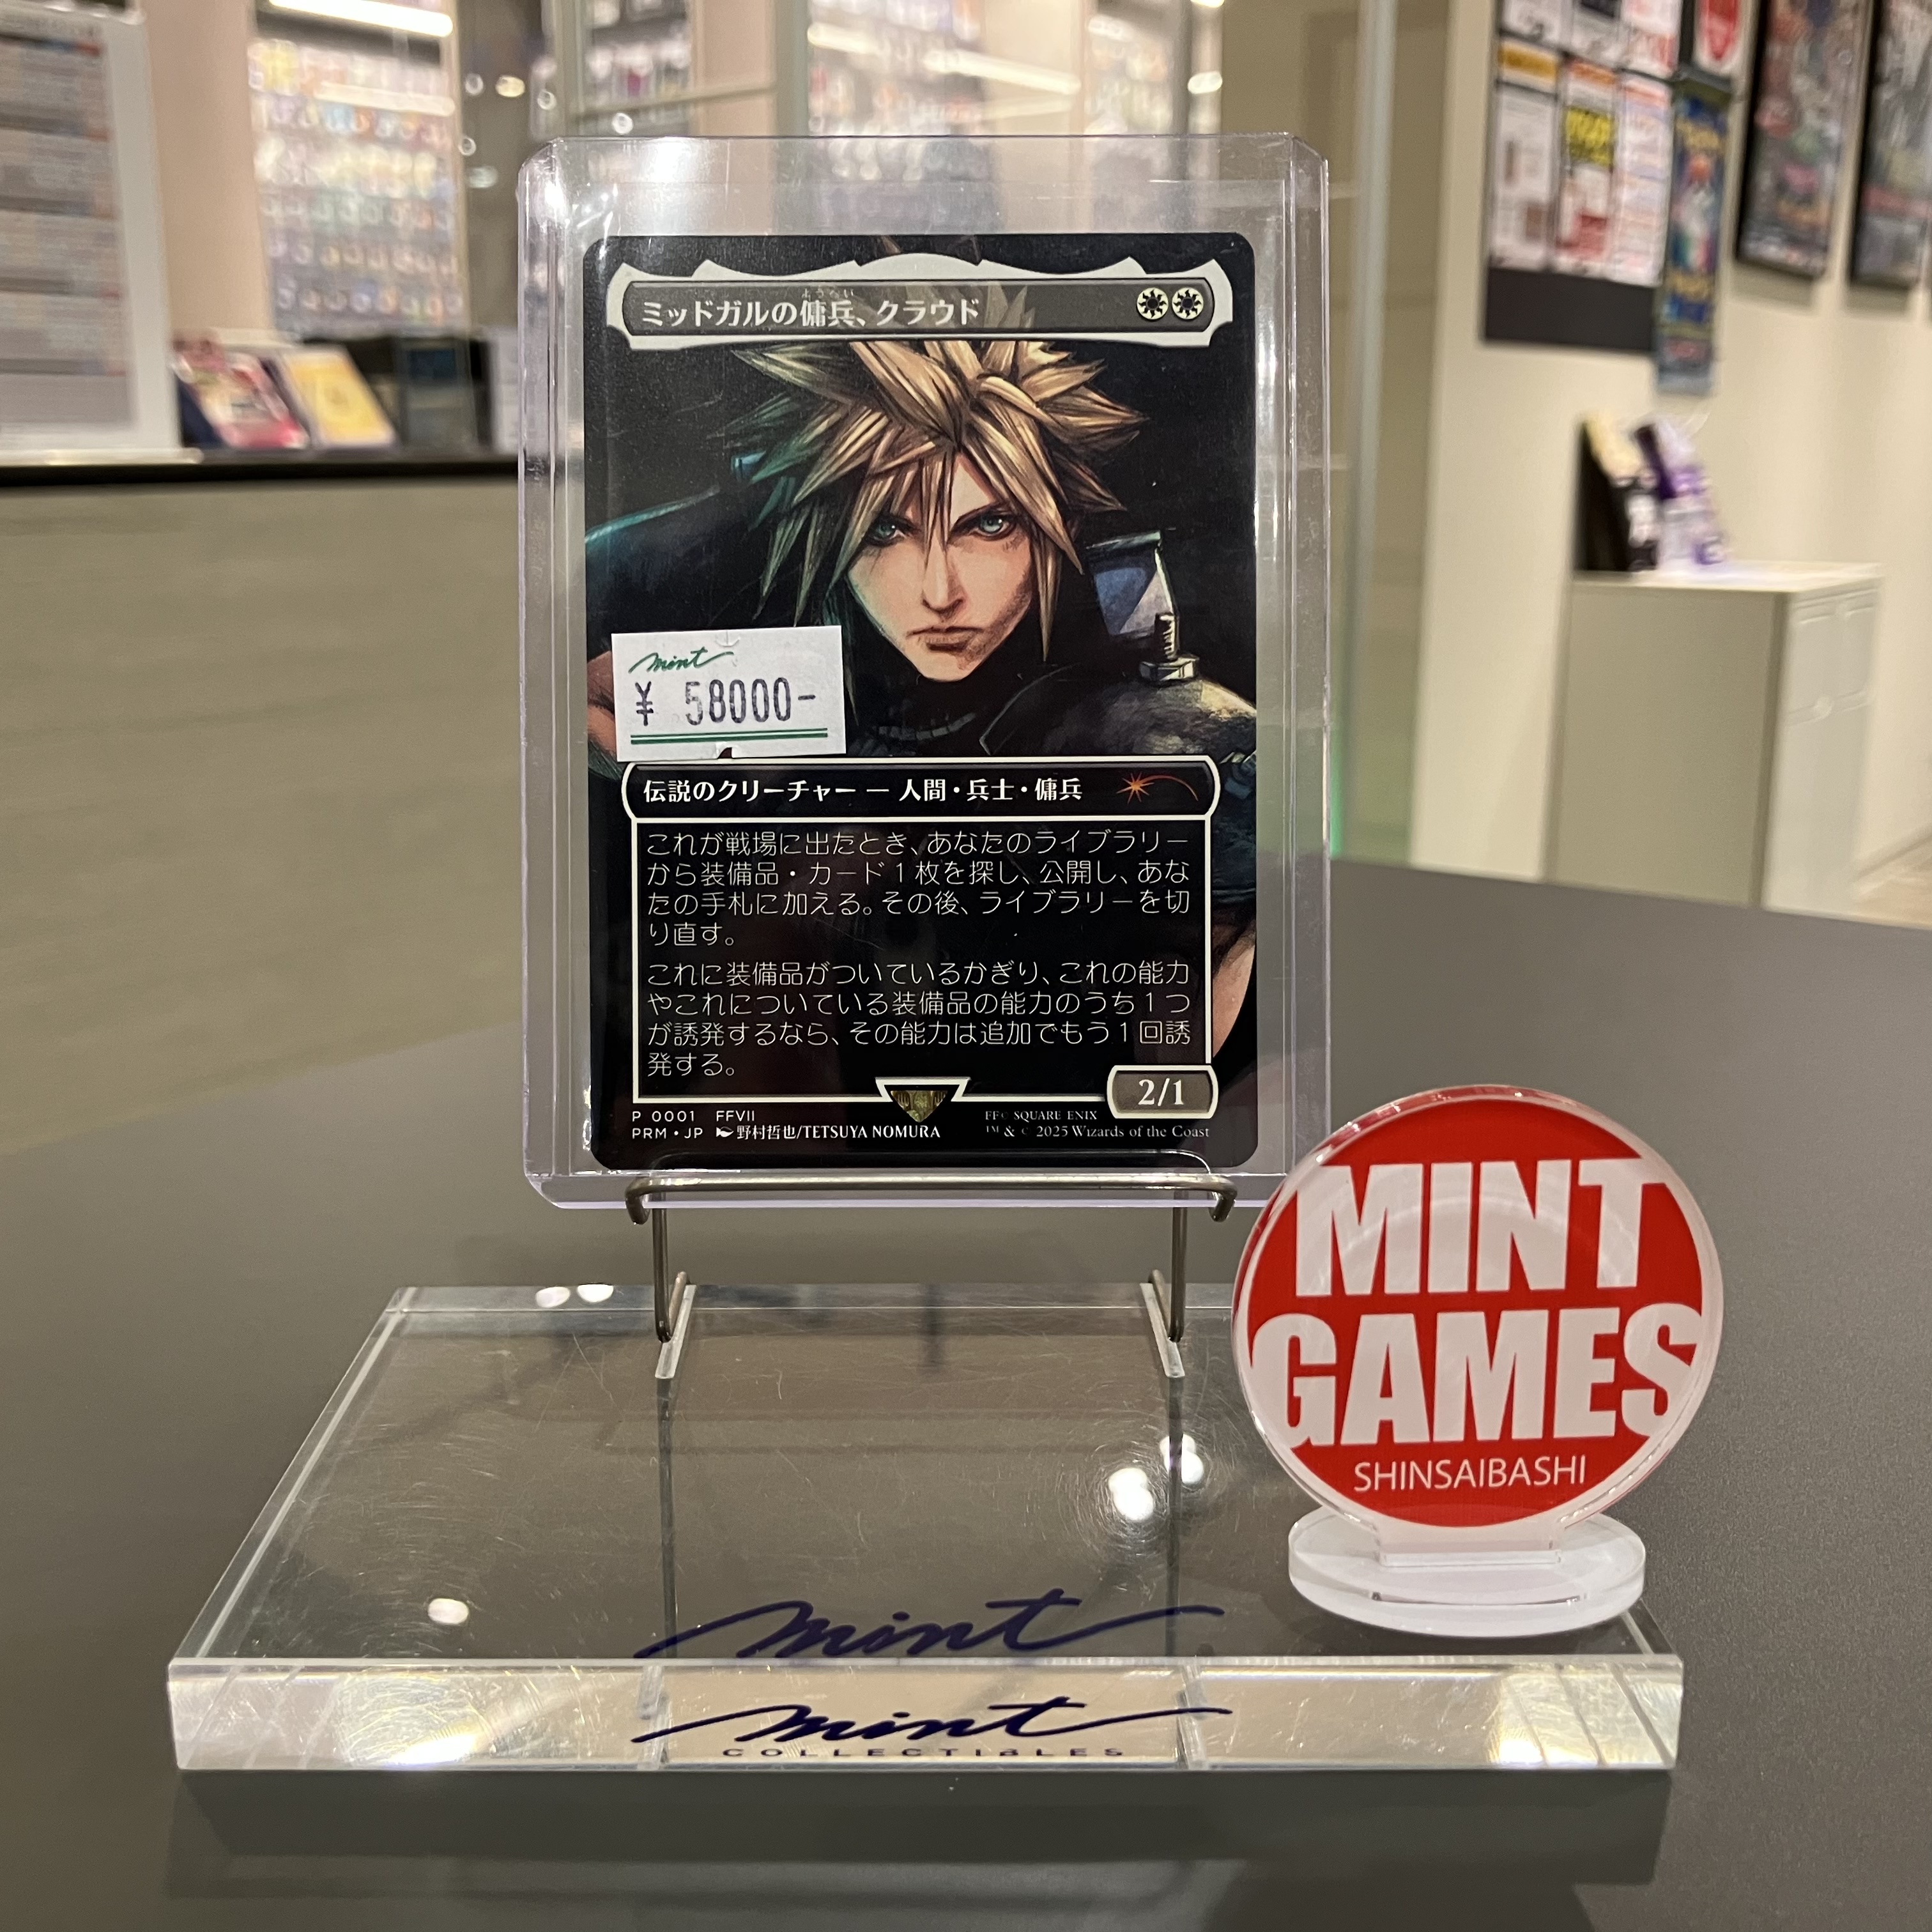 ようへい
ミッドガルの傭兵、クラウド
mint
¥ 58000-
伝説のクリーチャー — 人間・兵士・傭兵
これが戦場に出たとき、あなたのライブラリー
から装備品・カード1枚を探し、公開し、あな
たの手札に加える。その後、ライブラリーを切
り直す。
これに装備品がついているかぎり、これの能力
やこれについている装備品の能力のうち1つ
が誘発するなら、その能力は追加でもう1回誘
発する。
2/1
P 0001 FFVII
PRM・JP 野村哲也/TETSUYA NOMURA
FF© SQUARE ENIX
™ & © 2025 Wizards of the Coast
MINT
GAMES
SHINSAIBASHI
mint
mint
COLLECTIBLES